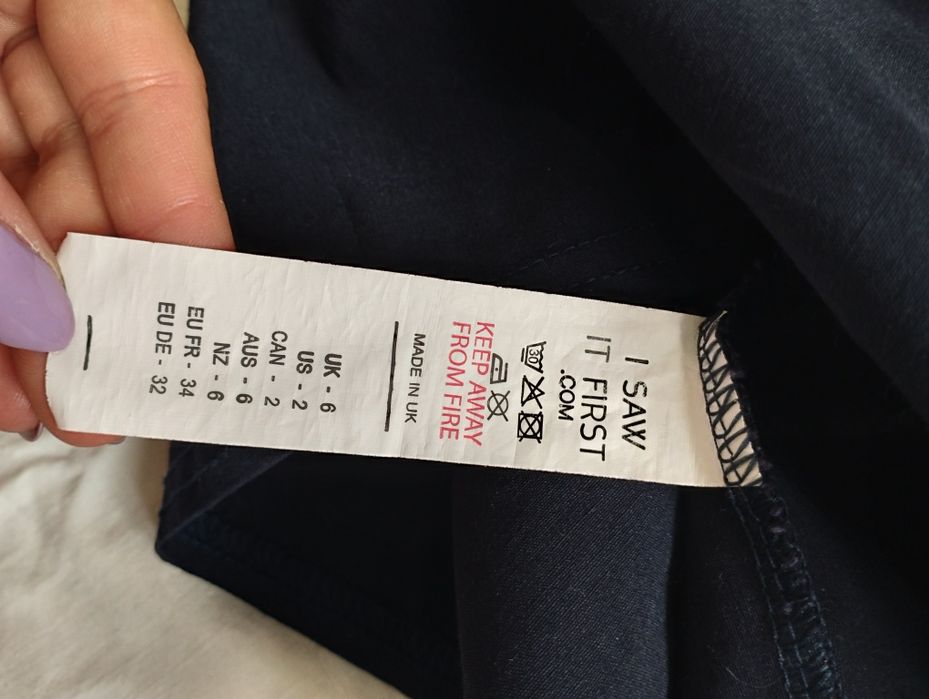 I SAW
IT FIRST
.COM
30
KEEP AWAY
FROM FIRE
MADE IN UK
UK - 6
US - 2
CAN - 2
AUS - 6
NZ - 6
EU FR - 34
EU DE - 32